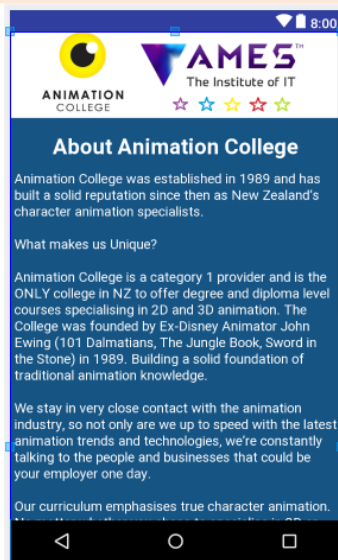 8:00
ANIMATION
COLLEGE
AMES
The Institute of IT
About Animation College
Animation College was established in 1989 and has
built a solid reputation since then as New Zealand's
character animation specialists.
What makes us Unique?
Animation College is a category 1 provider and is the
ONLY college in NZ to offer degree and diploma level
courses specialising in 2D and 3D animation. The
College was founded by Ex-Disney Animator John
Ewing (101 Dalmatians, The Jungle Book, Sword in
the Stone) in 1989. Building a solid foundation of
traditional animation knowledge.
We stay in very close contact with the animation
industry, so not only are we up to speed with the latest
animation trends and technologies, we're constantly
talking to the people and businesses that could be
your employer one day.
Our curriculum emphasises true character animation.